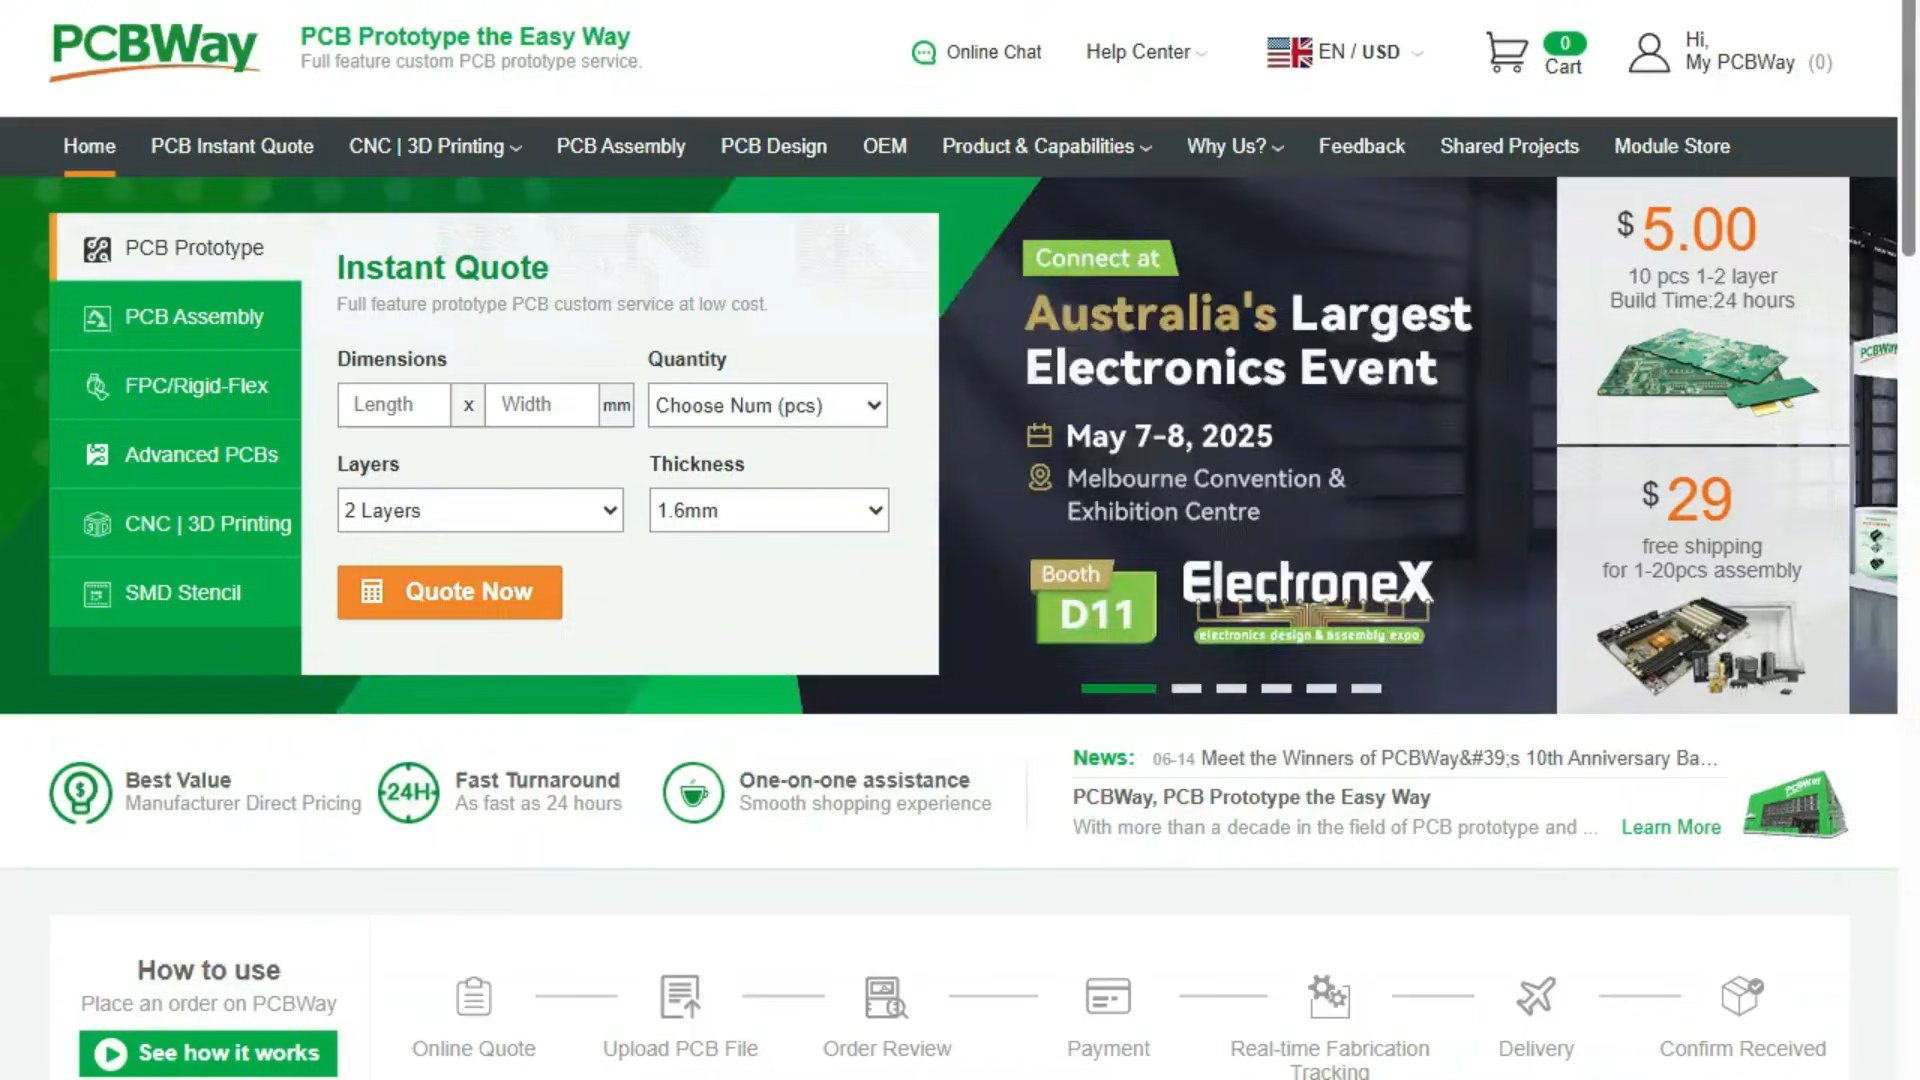 PCBWay
PCB Prototype the Easy Way
Full feature custom PCB prototype service.
Online Chat
Help Center
EN / USD
0
Cart
Hi,
My PCBWay (0)
Home
PCB Instant Quote
CNC | 3D Printing
PCB Assembly
PCB Design
OEM
Product & Capabilities
Why Us?
Feedback
Shared Projects
Module Store
PCB Prototype
PCB Assembly
FPC/Rigid-Flex
Advanced PCBs
CNC | 3D Printing
SMD Stencil
Instant Quote
Full feature prototype PCB custom service at low cost.
Dimensions
Quantity
Length x Width mm
Choose Num (pcs)
Layers
Thickness
2 Layers
1.6mm
Quote Now
Connect at
Australia's Largest
Electronics Event
May 7-8, 2025
Melbourne Convention &
Exhibition Centre
Booth
D11
ElectroneX
electronics design & assembly expo
$ 5.00
10 pcs 1-2 layer
Build Time:24 hours
$ 29
free shipping
for 1-20pcs assembly
PCBWay
Best Value
Manufacturer Direct Pricing
24H
Fast Turnaround
As fast as 24 hours
One-on-one assistance
Smooth shopping experience
News: 06-14 Meet the Winners of PCBWay&#39;s 10th Anniversary Ba...
PCBWay, PCB Prototype the Easy Way
With more than a decade in the field of PCB prototype and ... Learn More
PCBWay
How to use
Place an order on PCBWay
See how it works
Online Quote
Upload PCB File
Order Review
Payment
Real-time Fabrication
Tracking
Delivery
Confirm Received